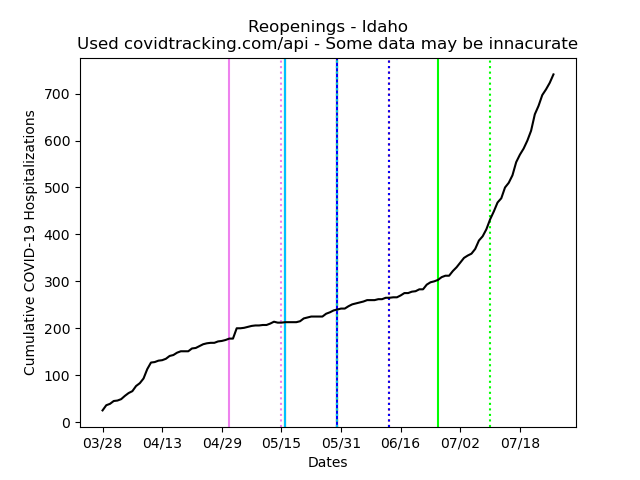 Reopenings - Idaho
Used covidtracking.com/api - Some data may be innacurate
Cumulative COVID-19 Hospitalizations
700
600
500
400
300
200
100
0
03/28 04/13 04/29 05/15 05/31 06/16 07/02 07/18
Dates